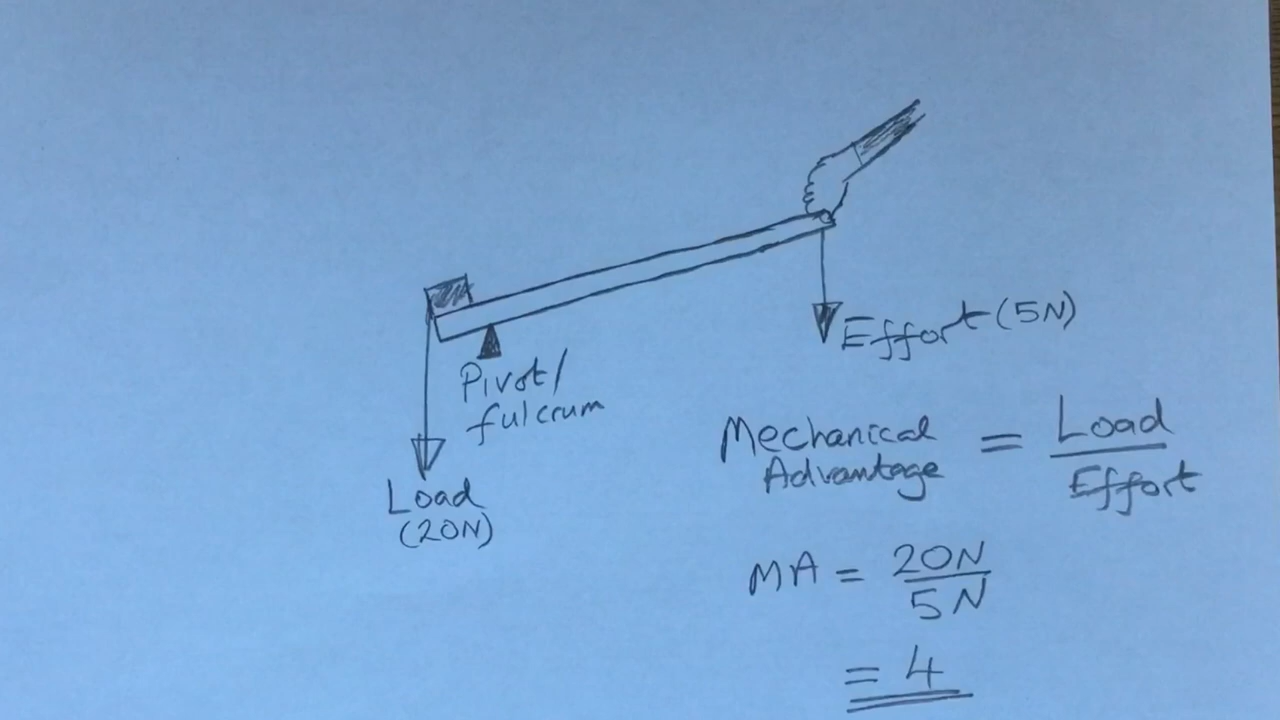 Effort (5N)
Pivot/
fulcrum
Load
(20N)
Mechanical
Advantage
= Load
Effort
MA = 20N
5N
= 4